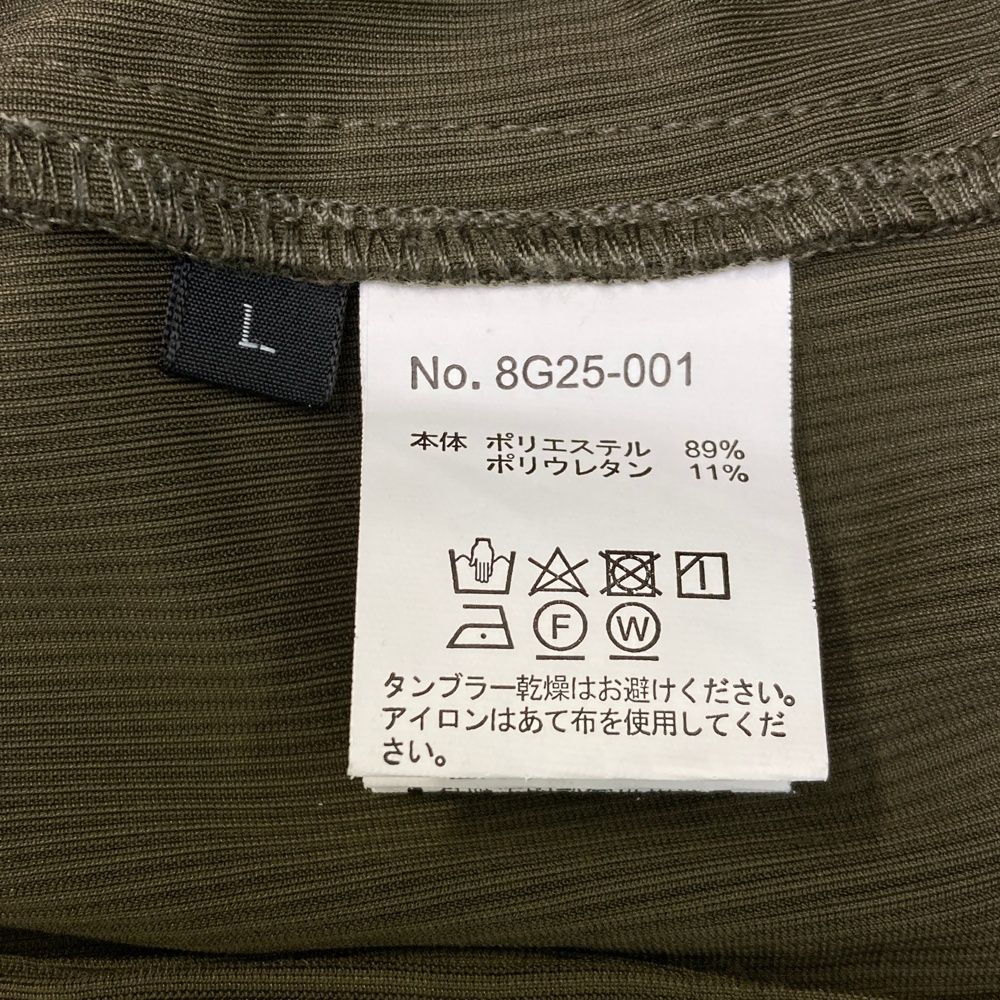 L
No. 8G25-001
本体 ポリエステル 89%
ポリウレタン 11%
F W
タンブラー乾燥はお避けください。
アイロンはあて布を使用してくだ
さい。